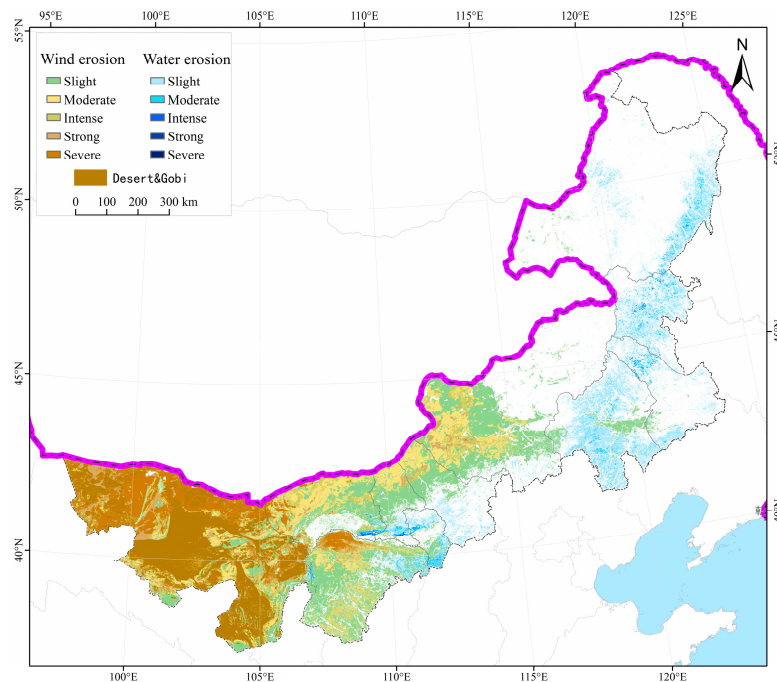 95°E 100°E 105°E 110°E 115°E 120°E 125°E
55°N
N
Wind erosion Water erosion
Slight Slight
Moderate Moderate
Intense Intense
Strong Strong
Severe Severe
Desert&Gobi
0 100 200 300 km
50°N
45°N
40°N
100°E 105°E 110°E 115°E 120°E